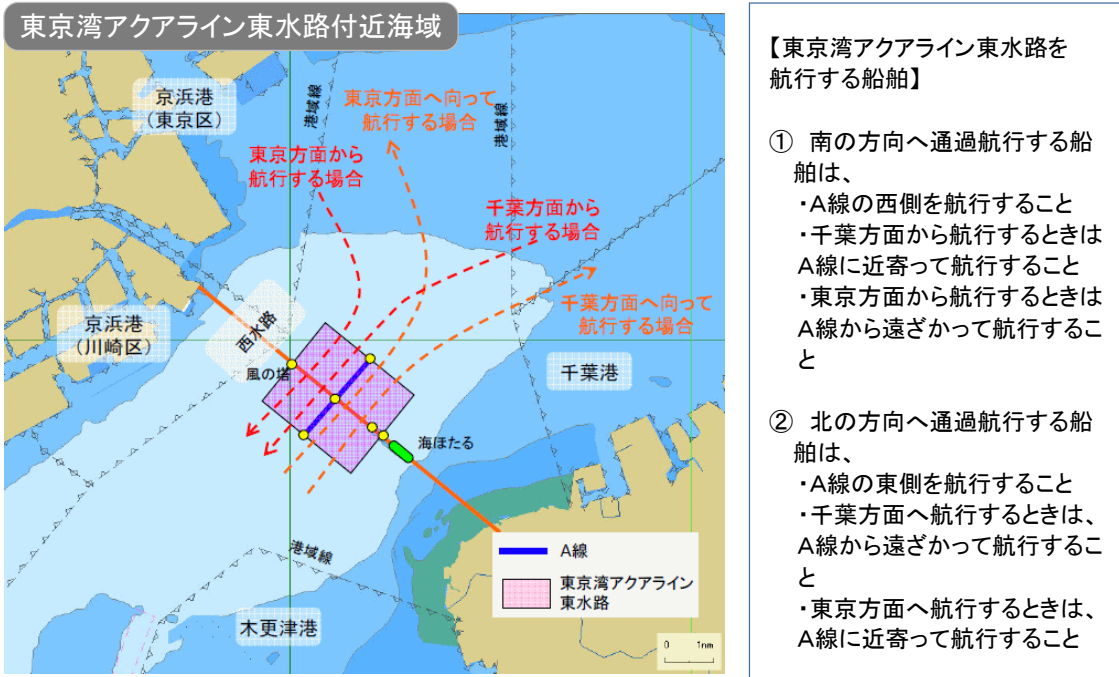 東京湾アクアライン東水路付近海域
京浜港
（東京区）
港域線
東京方面へ向って
航行する場合
港域線
東京方面から
航行する場合
千葉方面から
航行する場合
千葉方面へ向って
航行する場合
京浜港
（川崎区）
西水路
風の塔
千葉港
海ほたる
港域線
木更津港
A線
東京湾アクアライン
東水路
0 1nm
【東京湾アクアライン東水路を
航行する船舶】
① 南の方向へ通過航行する船
舶は、
・A線の西側を航行すること
・千葉方面から航行するときは
A線に近寄って航行すること
・東京方面から航行するときは
A線から遠ざかって航行するこ
と
② 北の方向へ通過航行する船
舶は、
・A線の東側を航行すること
・千葉方面へ航行するときは、
A線から遠ざかって航行するこ
と
・東京方面へ航行するときは、
A線に近寄って航行すること